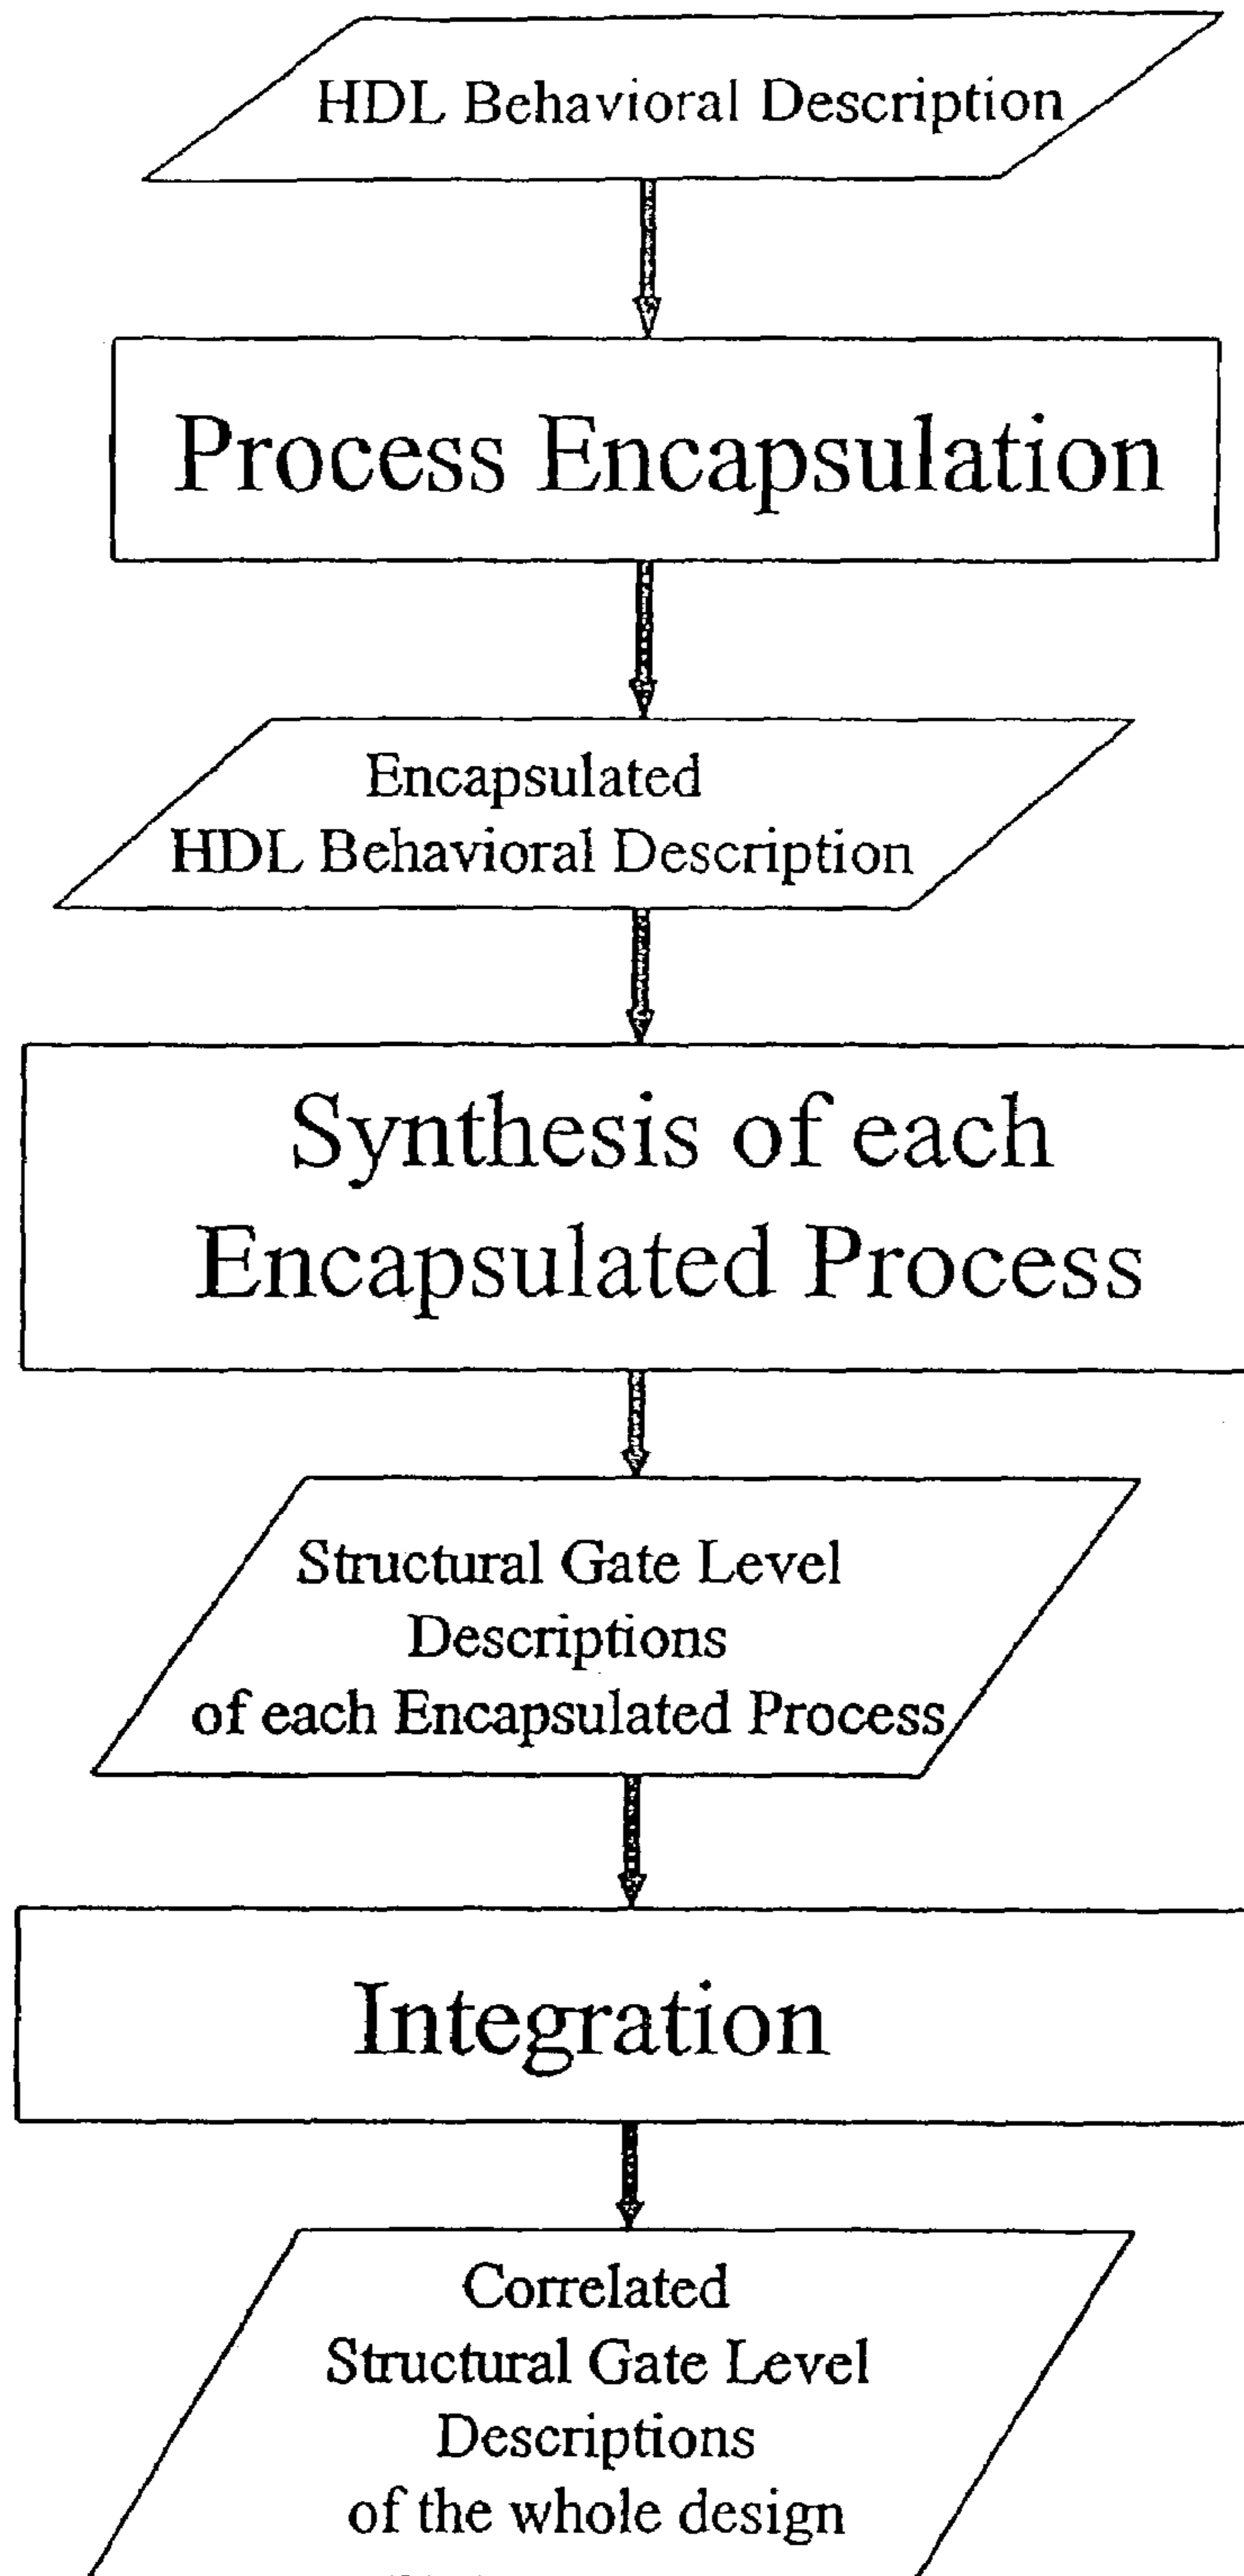 HDL Behavioral Description
Process Encapsulation
Encapsulated
HDL Behavioral Description
Synthesis of each
Encapsulated Process
Structural Gate Level
Descriptions
of each Encapsulated Process
Integration
Correlated
Structural Gate Level
Descriptions
of the whole design